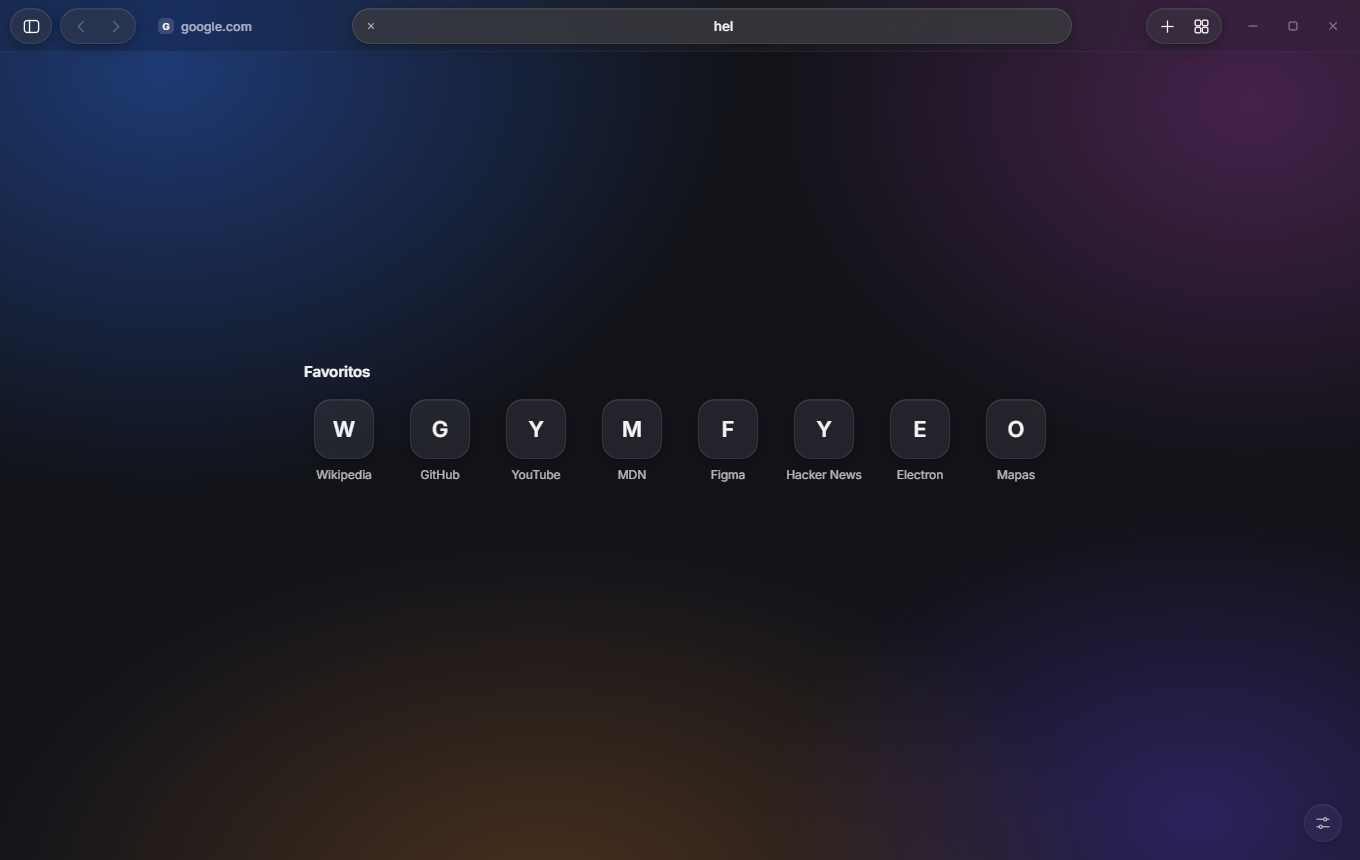 G google.com
hel
Favoritos
W G Y M F Y E O
Wikipedia GitHub YouTube MDN Figma Hacker News Electron Mapas